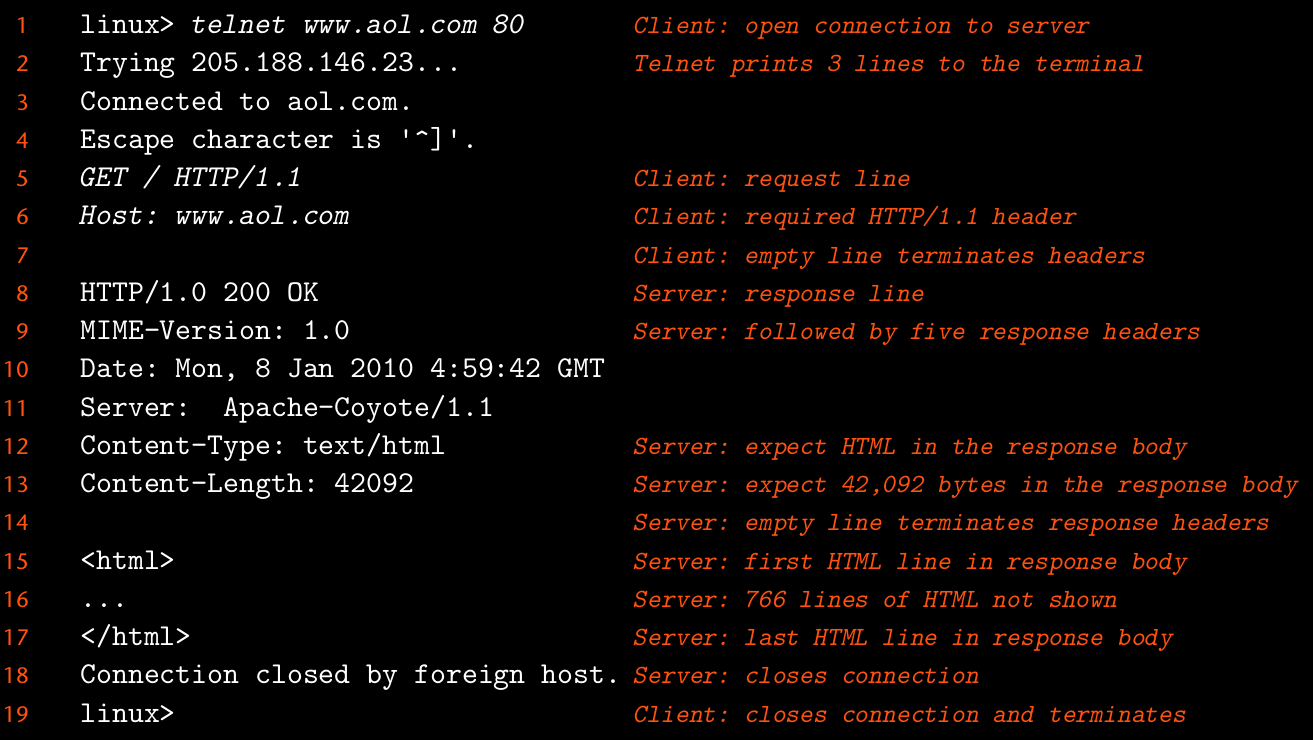 1 linux> telnet www.aol.com 80 Client: open connection to server
2 Trying 205.188.146.23... Telnet prints 3 lines to the terminal
3 Connected to aol.com.
4 Escape character is '^]'.
5 GET / HTTP/1.1 Client: request line
6 Host: www.aol.com Client: required HTTP/1.1 header
7 Client: empty line terminates headers
8 HTTP/1.0 200 OK Server: response line
9 MIME-Version: 1.0 Server: followed by five response headers
10 Date: Mon, 8 Jan 2010 4:59:42 GMT
11 Server:  Apache-Coyote/1.1
12 Content-Type: text/html Server: expect HTML in the response body
13 Content-Length: 42092 Server: expect 42,092 bytes in the response body
14 Server: empty line terminates response headers
15 <html> Server: first HTML line in response body
16 ... Server: 766 lines of HTML not shown
17 </html> Server: last HTML line in response body
18 Connection closed by foreign host. Server: closes connection
19 linux> Client: closes connection and terminates